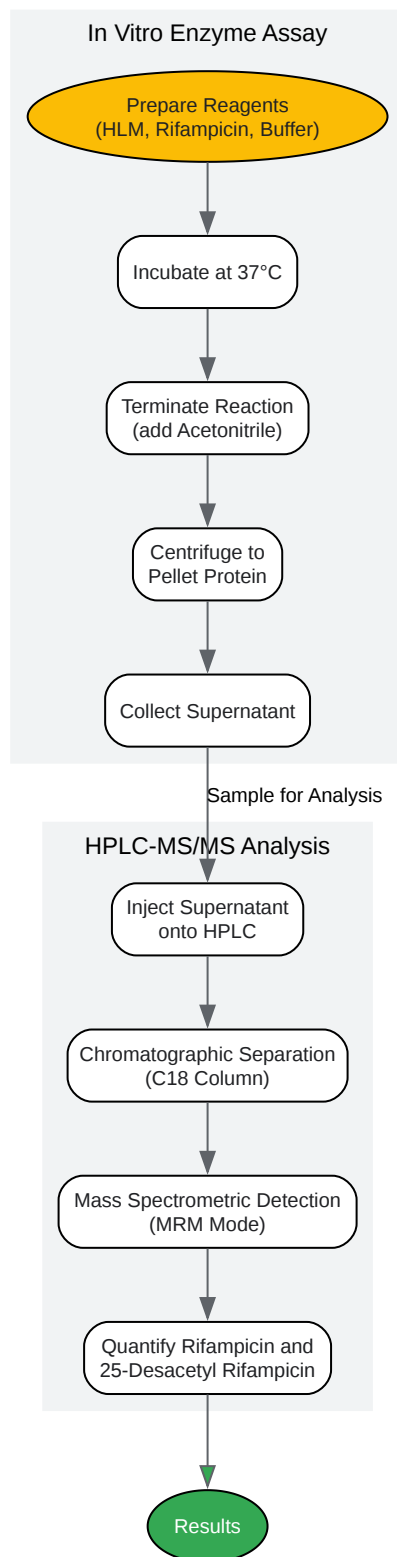 In Vitro Enzyme Assay
Prepare Reagents
(HLM, Rifampicin, Buffer)
Incubate at 37°C
Terminate Reaction
(add Acetonitrile)
Centrifuge to
Pellet Protein
Collect Supernatant
Sample for Analysis
HPLC-MS/MS Analysis
Inject Supernatant
onto HPLC
Chromatographic Separation
(C18 Column)
Mass Spectrometric Detection
(MRM Mode)
Quantify Rifampicin and
25-Desacetyl Rifampicin
Results